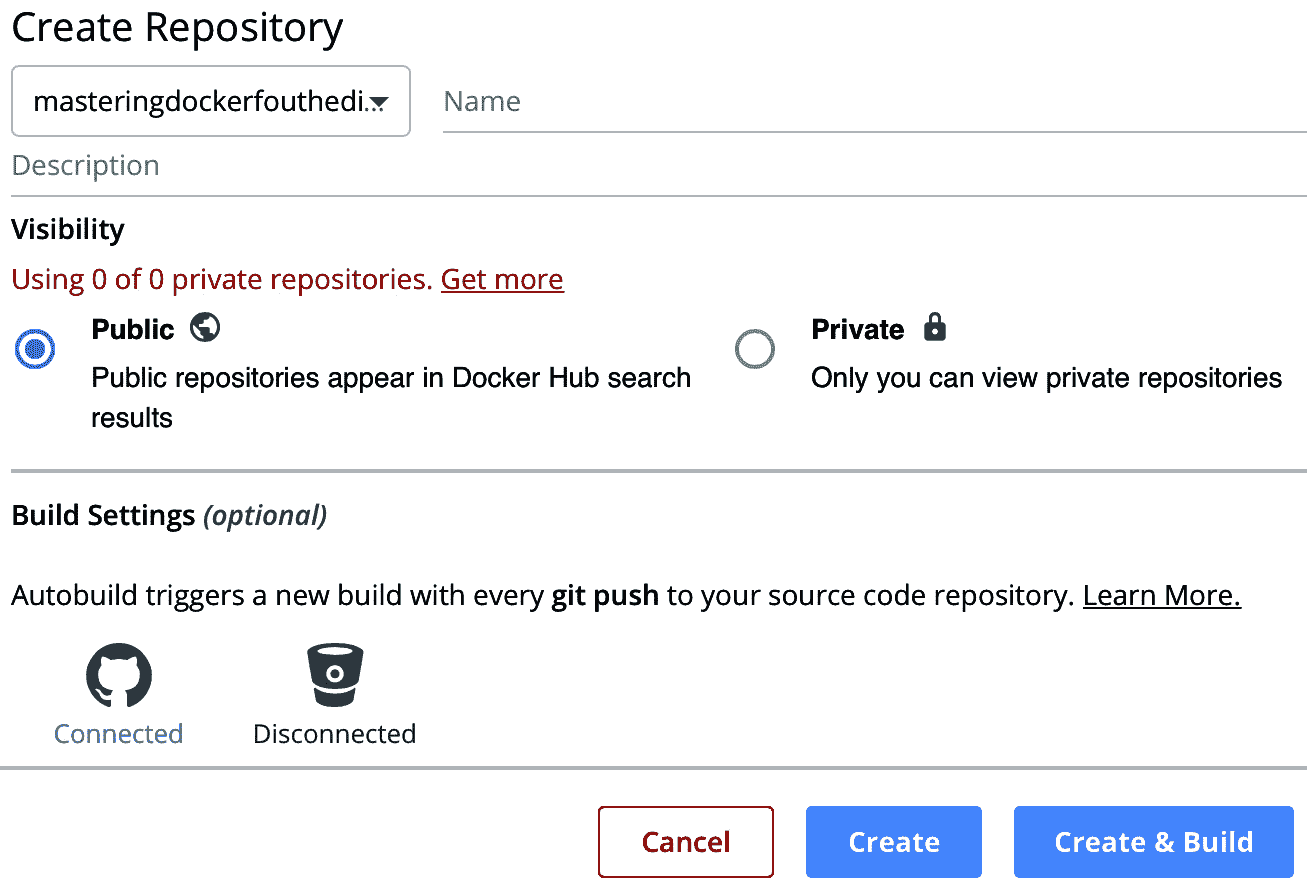 Create Repository
masteringdockerfouthedi... Name
Description
Visibility
Using 0 of 0 private repositories. Get more
Public Private
Public repositories appear in Docker Hub search Only you can view private repositories
results
Build Settings (optional)
Autobuild triggers a new build with every git push to your source code repository. Learn More.
Connected Disconnected
Cancel Create Create & Build